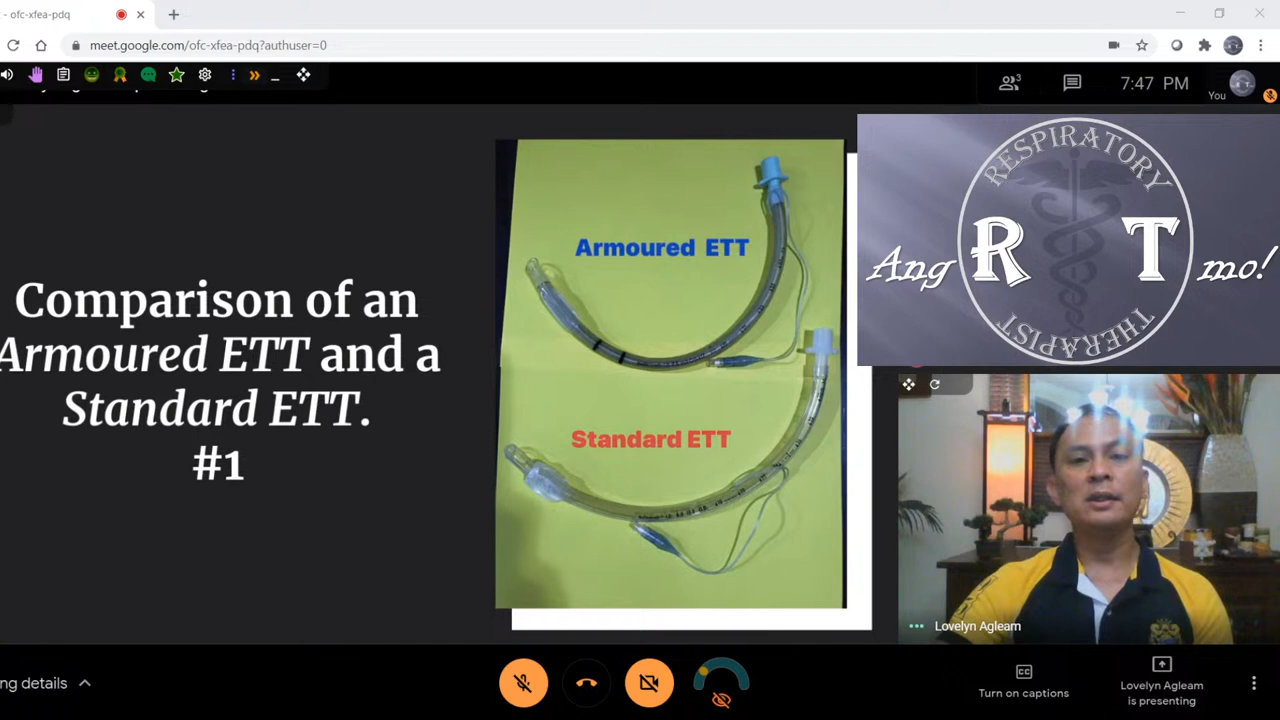 - ofc-xfea-pdq
meet.google.com/ofc-xfea-pdq?authuser=0
3
7:47 PM
You
Comparison of an
Armoured ETT and a
Standard ETT.
#1
Armoured ETT
Standard ETT
RESPIRATORY
Ang R T mo!
THERAPIST
Lovelyn Agleam
ng details
CC
Turn on captions
Lovelyn Agleam
is presenting